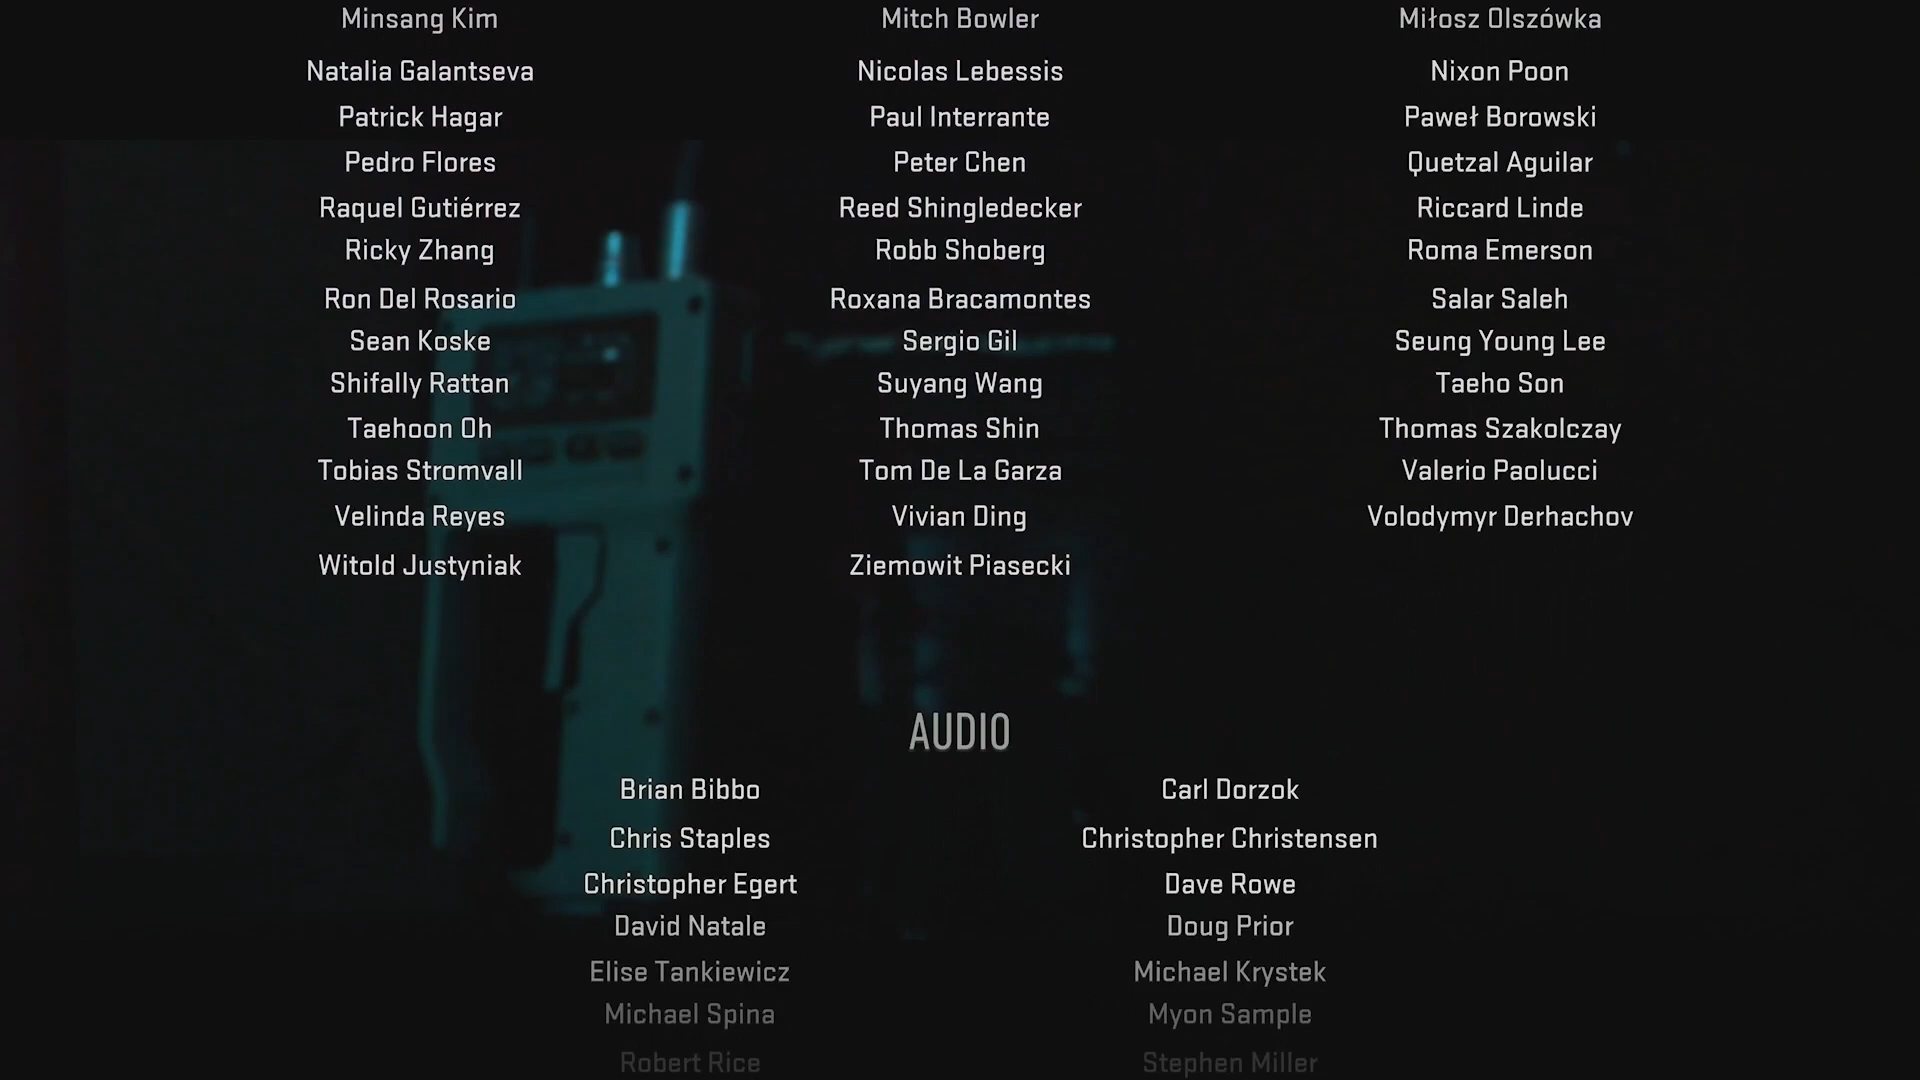 Minsang Kim Mitch Bowler Miłosz Olszówka
Natalia Galantseva Nicolas Lebessis Nixon Poon
Patrick Hagar Paul Interrante Paweł Borowski
Pedro Flores Peter Chen Quetzal Aguilar
Raquel Gutiérrez Reed Shingledecker Riccard Linde
Ricky Zhang Robb Shoberg Roma Emerson
Ron Del Rosario Roxana Bracamontes Salar Saleh
Sean Koske Sergio Gil Seung Young Lee
Shifally Rattan Suyang Wang Taeho Son
Taehoon Oh Thomas Shin Thomas Szakolczay
Tobias Stromvall Tom De La Garza Valerio Paolucci
Velinda Reyes Vivian Ding Volodymyr Derhachov
Witold Justyniak Ziemowit Piasecki
AUDIO
Brian Bibbo Carl Dorzok
Chris Staples Christopher Christensen
Christopher Egert Dave Rowe
David Natale Doug Prior
Elise Tankiewicz Michael Krystek
Michael Spina Myon Sample
Robert Rice Stephen Miller